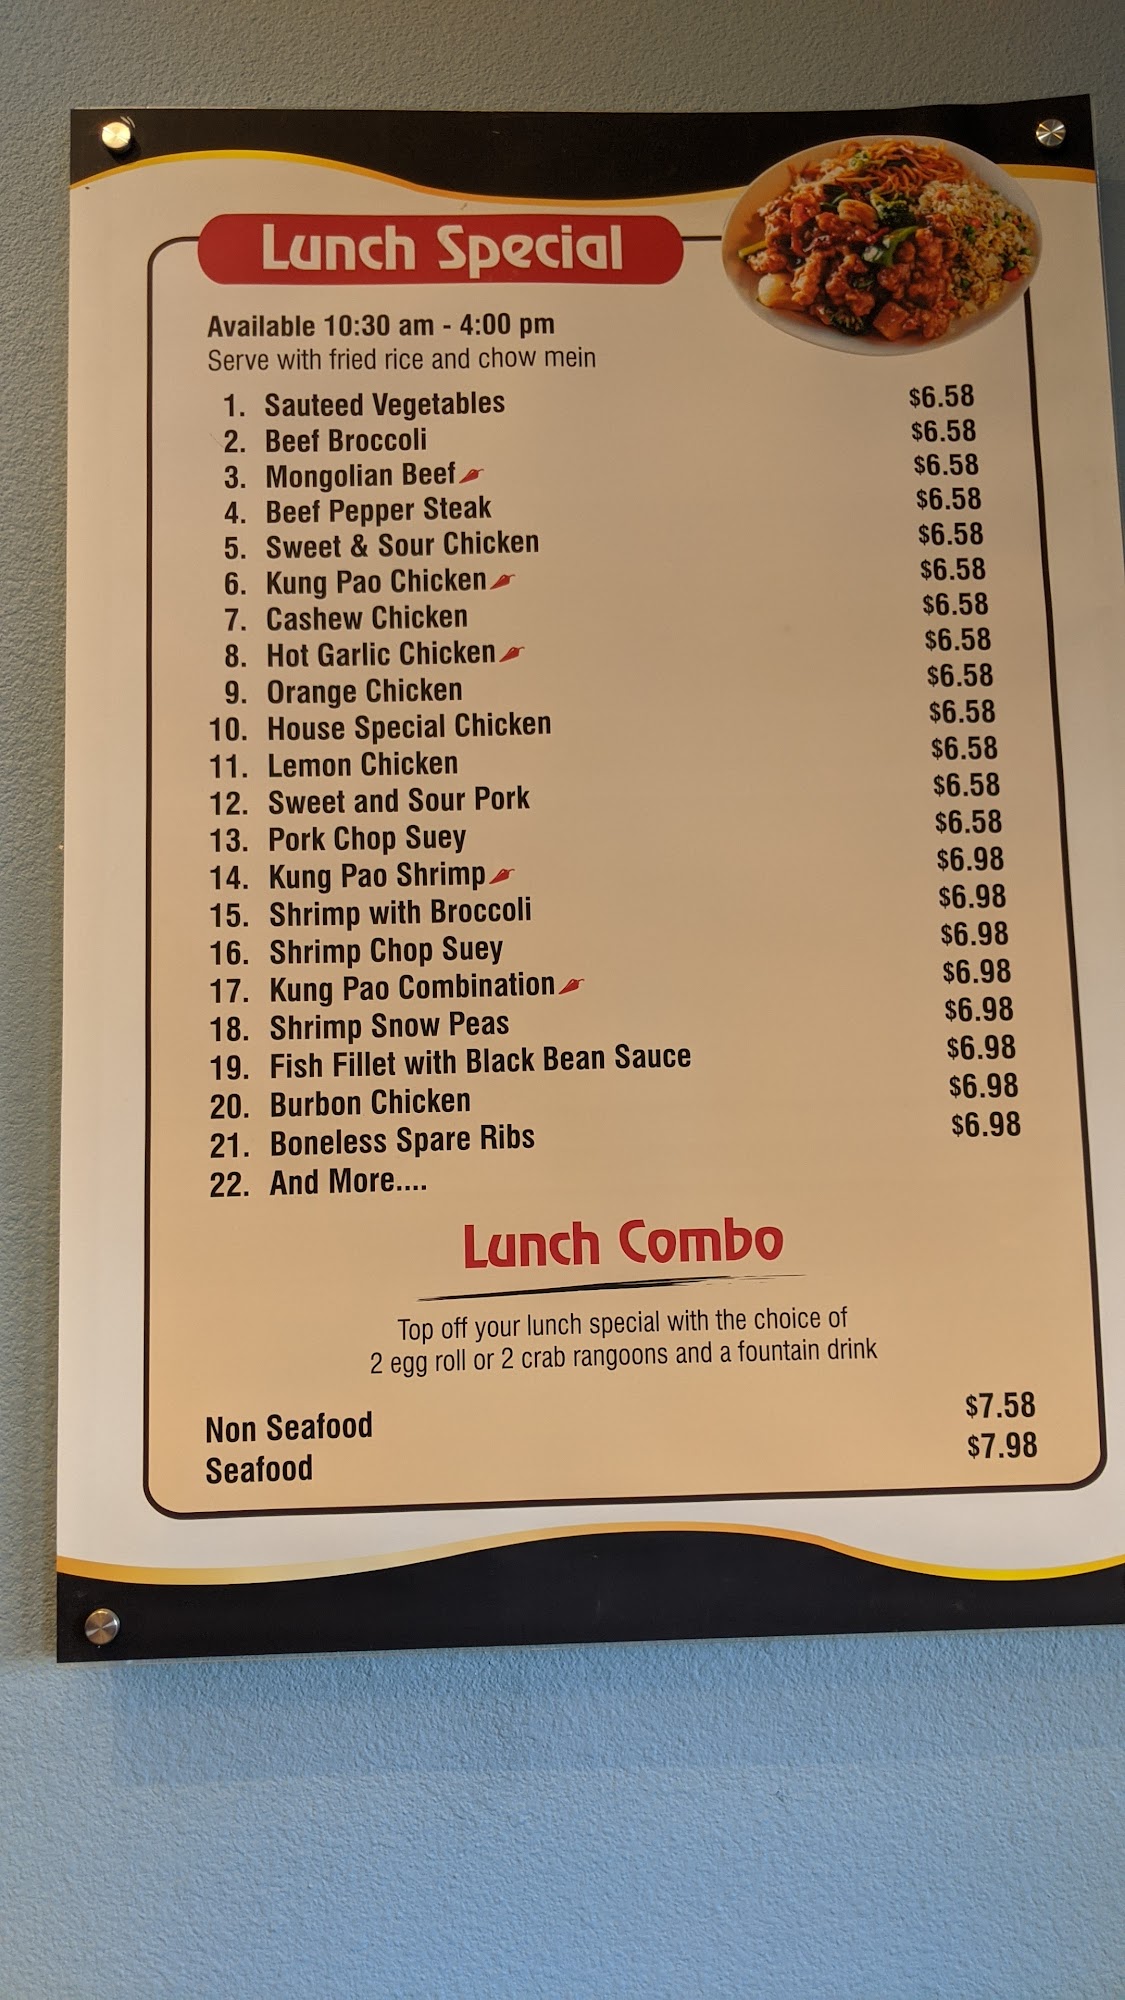 Lunch Special
Available 10:30 am - 4:00 pm
Serve with fried rice and chow mein
1. Sauteed Vegetables $6.58
2. Beef Broccoli $6.58
3. Mongolian Beef $6.58
4. Beef Pepper Steak $6.58
5. Sweet & Sour Chicken $6.58
6. Kung Pao Chicken $6.58
7. Cashew Chicken $6.58
8. Hot Garlic Chicken $6.58
9. Orange Chicken $6.58
10. House Special Chicken $6.58
11. Lemon Chicken $6.58
12. Sweet and Sour Pork $6.58
13. Pork Chop Suey $6.58
14. Kung Pao Shrimp $6.98
15. Shrimp with Broccoli $6.98
16. Shrimp Chop Suey $6.98
17. Kung Pao Combination $6.98
18. Shrimp Snow Peas $6.98
19. Fish Fillet with Black Bean Sauce $6.98
20. Burbon Chicken $6.98
21. Boneless Spare Ribs $6.98
22. And More....
Lunch Combo
Top off your lunch special with the choice of
2 egg roll or 2 crab rangoons and a fountain drink
Non Seafood $7.58
Seafood $7.98